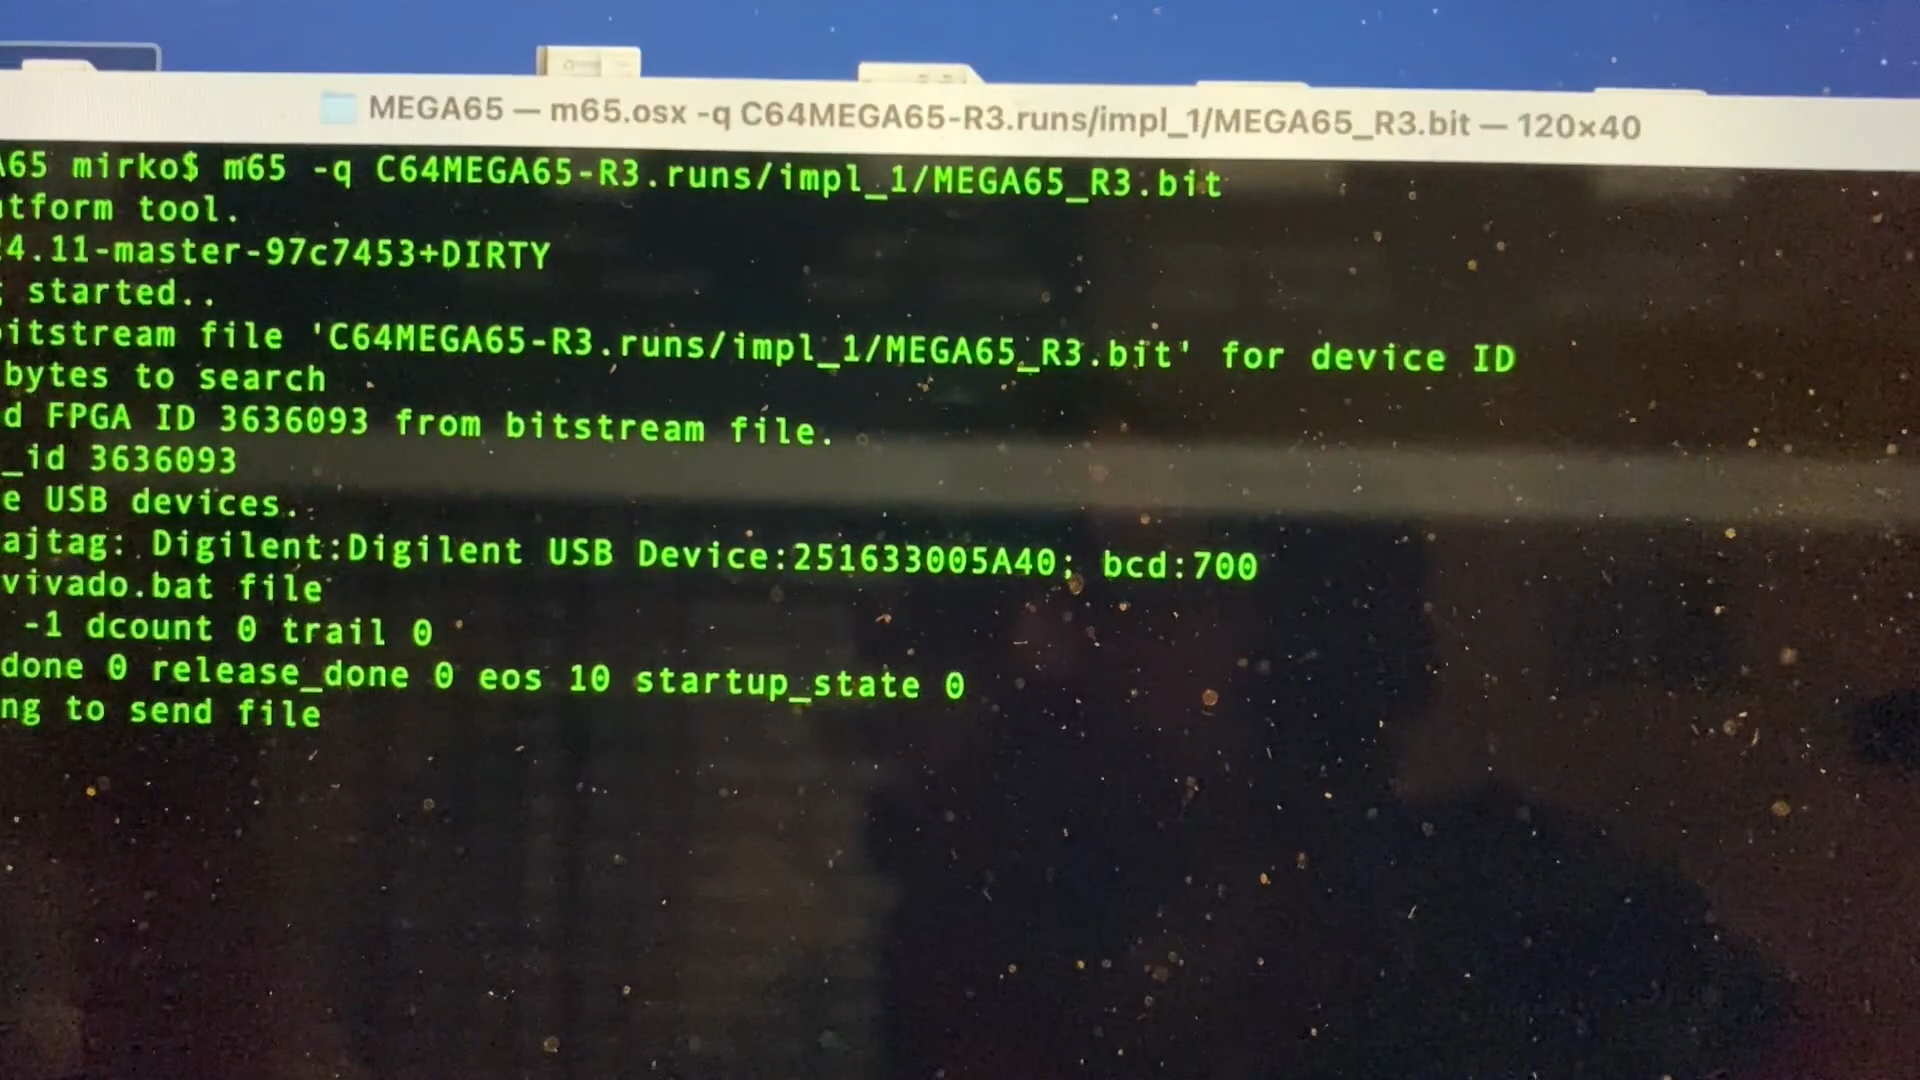 MEGA65 — m65.osx -q C64MEGA65-R3.runs/impl_1/MEGA65_R3.bit — 120×40
A65 mirko$ m65 -q C64MEGA65-R3.runs/impl_1/MEGA65_R3.bit
tform tool.
4.11-master-97c7453+DIRTY
started..
itstream file 'C64MEGA65-R3.runs/impl_1/MEGA65_R3.bit' for device ID
bytes to search
d FPGA ID 3636093 from bitstream file.
_id 3636093
e USB devices.
ajtag: Digilent:Digilent USB Device:251633005A40; bcd:700
vivado.bat file
-1 dcount 0 trail 0
done 0 release_done 0 eos 10 startup_state 0
ng to send file